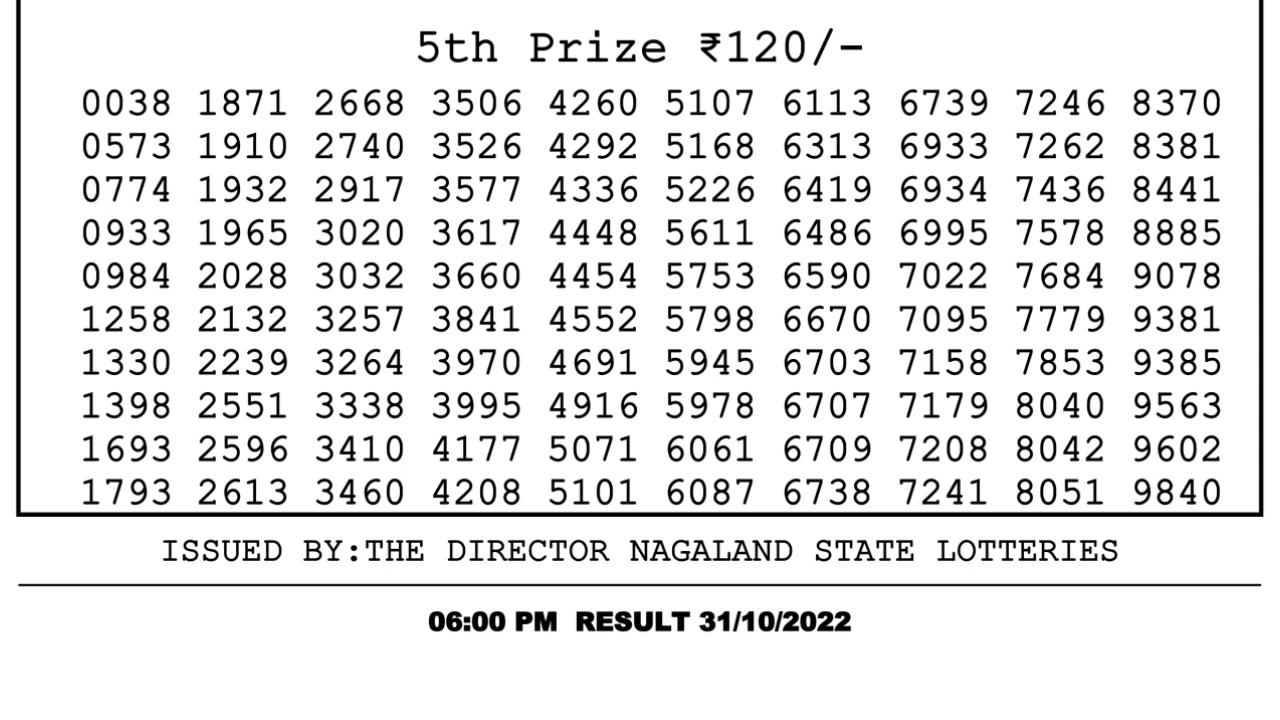 5th Prize ₹120/-
0038 1871 2668 3506 4260 5107 6113 6739 7246 8370
0573 1910 2740 3526 4292 5168 6313 6933 7262 8381
0774 1932 2917 3577 4336 5226 6419 6934 7436 8441
0933 1965 3020 3617 4448 5611 6486 6995 7578 8885
0984 2028 3032 3660 4454 5753 6590 7022 7684 9078
1258 2132 3257 3841 4552 5798 6670 7095 7779 9381
1330 2239 3264 3970 4691 5945 6703 7158 7853 9385
1398 2551 3338 3995 4916 5978 6707 7179 8040 9563
1693 2596 3410 4177 5071 6061 6709 7208 8042 9602
1793 2613 3460 4208 5101 6087 6738 7241 8051 9840
ISSUED BY:THE DIRECTOR NAGALAND STATE LOTTERIES
06:00 PM RESULT 31/10/2022